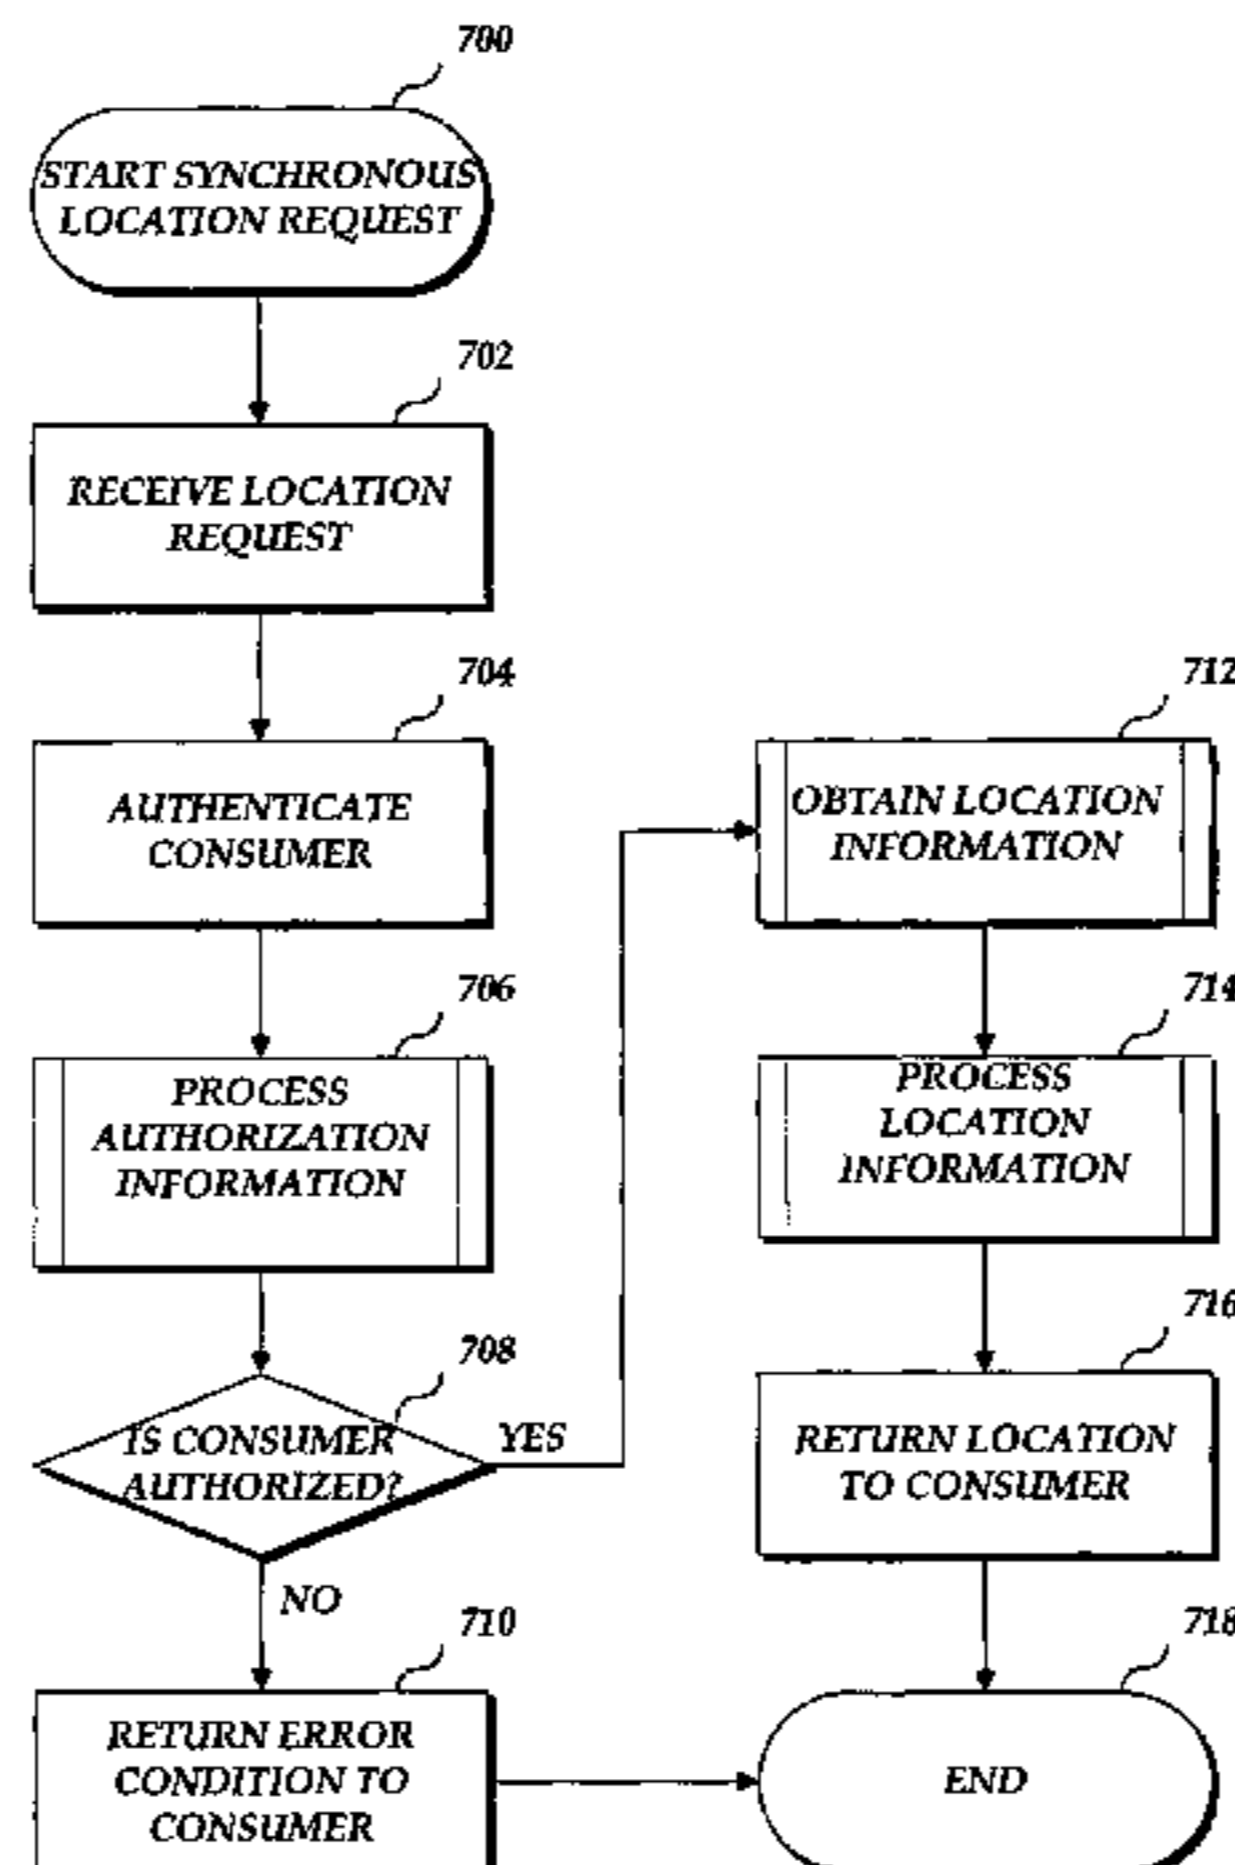 700
START SYNCHRONOUS
LOCATION REQUEST
702
RECEIVE LOCATION
REQUEST
704
AUTHENTICATE
CONSUMER
706
PROCESS
AUTHORIZATION
INFORMATION
708
IS CONSUMER
AUTHORIZED?
YES
NO
710
RETURN ERROR
CONDITION TO
CONSUMER
712
OBTAIN LOCATION
INFORMATION
714
PROCESS
LOCATION
INFORMATION
716
RETURN LOCATION
TO CONSUMER
718
END